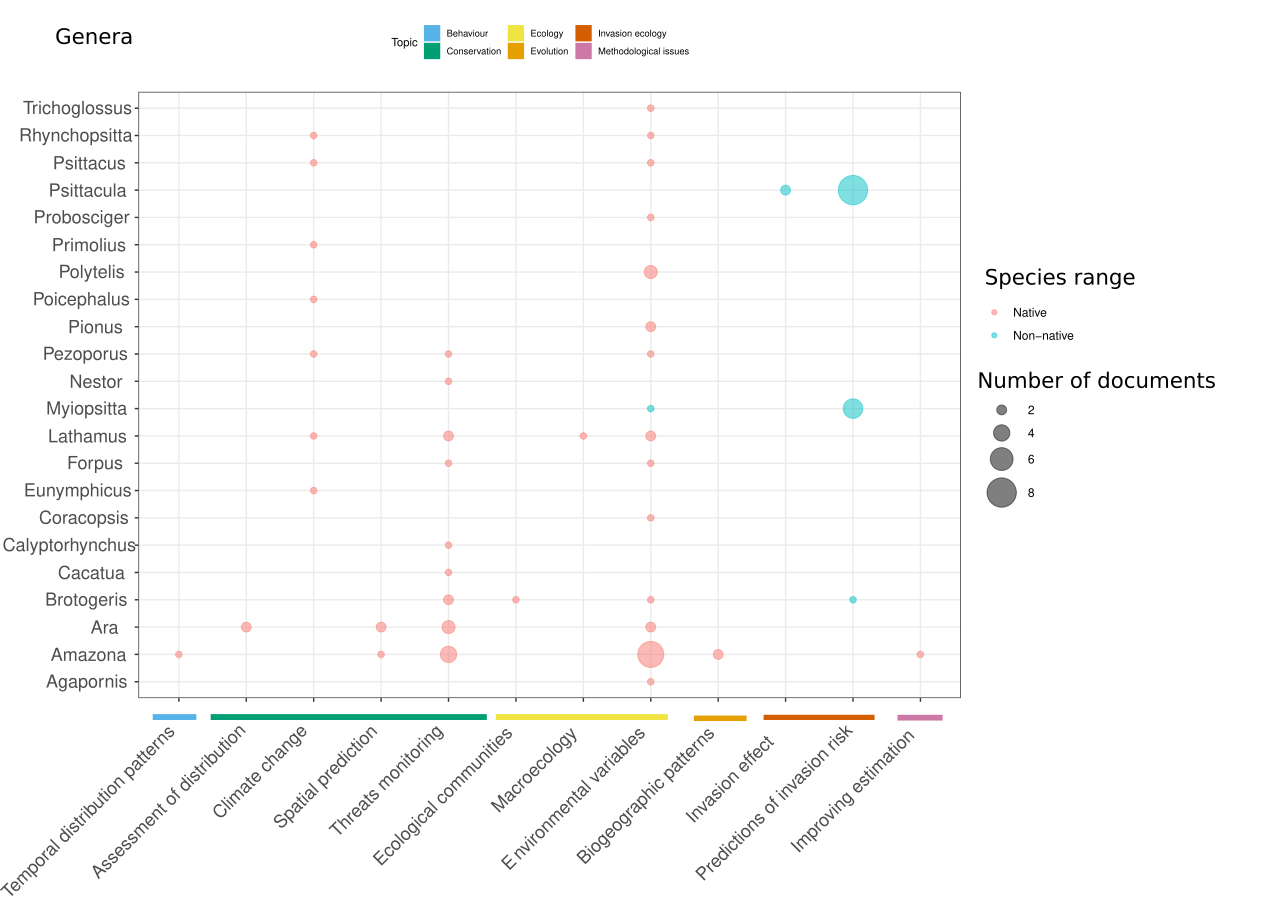 Genera
Topic
Behaviour
Ecology
Invasion ecology
Conservation
Evolution
Methodological issues
Trichoglossus
Rhynchopsitta
Psittacus
Psittacula
Probosciger
Primolius
Polytelis
Poicephalus
Pionus
Pezoporus
Nestor
Myiopsitta
Lathamus
Forpus
Eunymphicus
Coracopsis
Calyptorhynchus
Cacatua
Brotogeris
Ara
Amazona
Agapornis
Species range
Native
Non−native
Number of documents
2
4
6
8
Temporal distribution patterns
Assessment of distribution
Climate change
Spatial prediction
Threats monitoring
Ecological communities
Macroecology
Environmental variables
Biogeographic patterns
Invasion effect
Predictions of invasion risk
Improving estimation